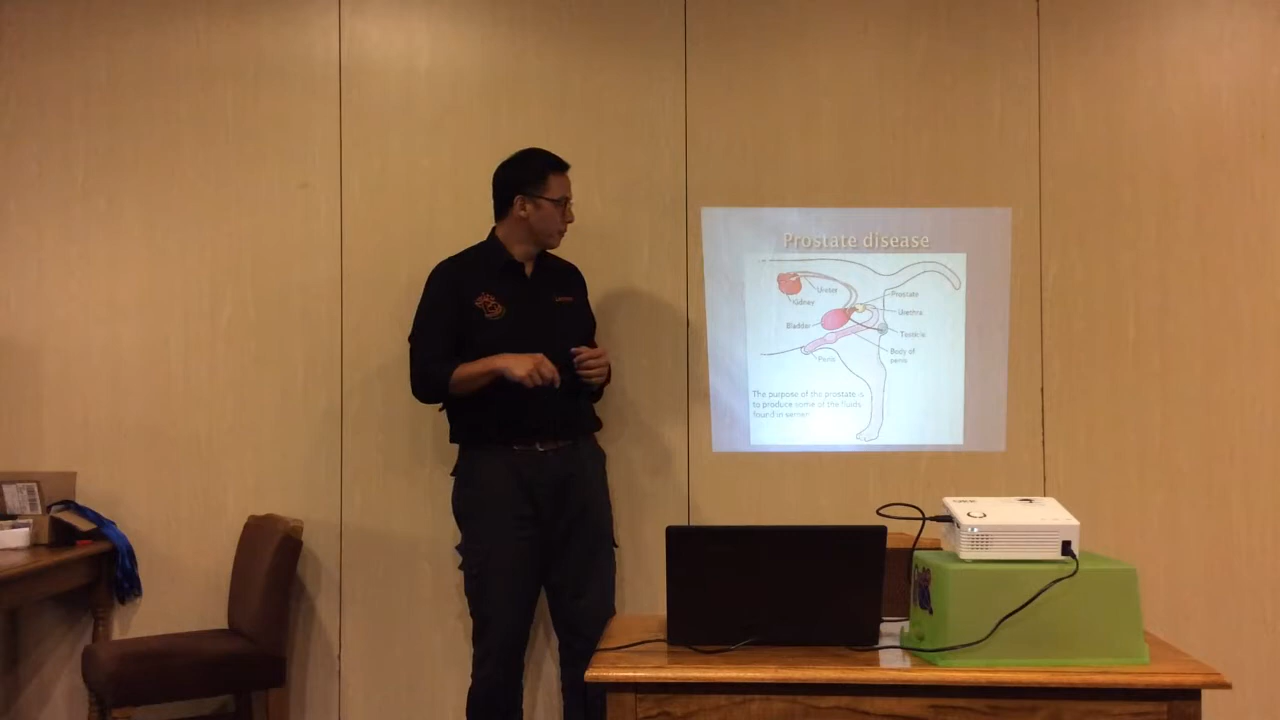 Prostate disease
Ureter
Kidney
Prostate
Urethra
Bladder
Testicle
Body of
penis
Penis
The purpose of the prostate is
to produce some of the fluids
found in semen